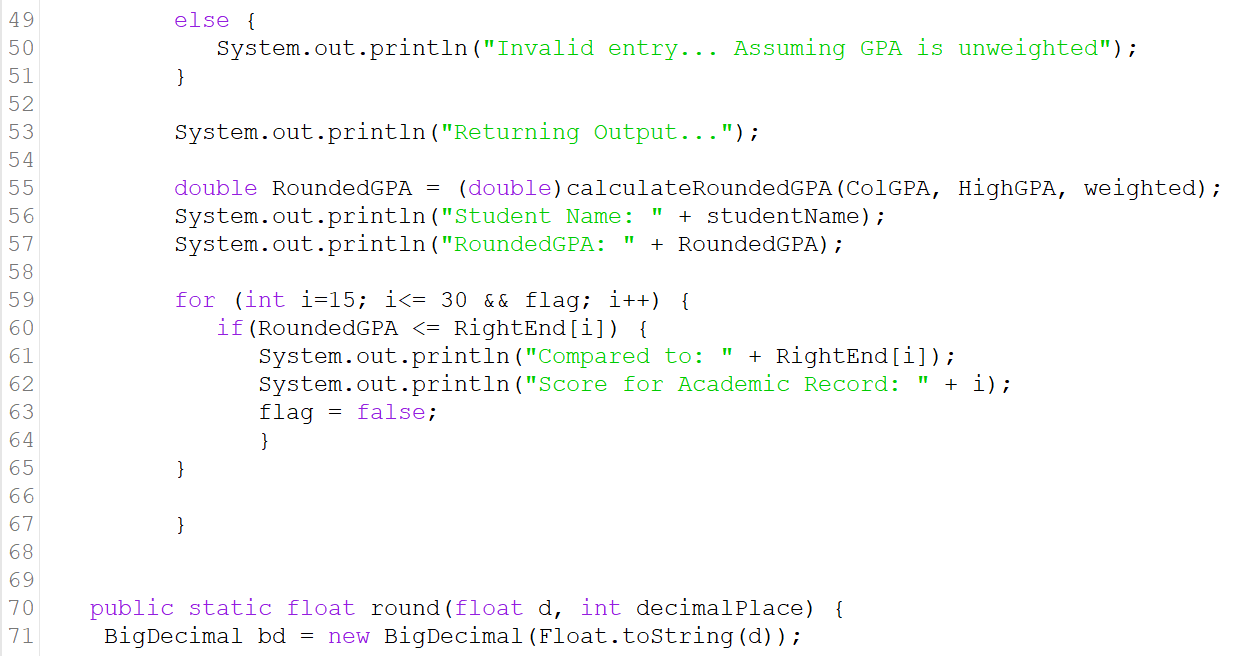 49 else {
50 System.out.println("Invalid entry... Assuming GPA is unweighted");
51 }
52
53 System.out.println("Returning Output...");
54
55 double RoundedGPA = (double)calculateRoundedGPA(ColGPA, HighGPA, weighted);
56 System.out.println("Student Name: " + studentName);
57 System.out.println("RoundedGPA: " + RoundedGPA);
58
59 for (int i=15; i<= 30 && flag; i++) {
60 if(RoundedGPA <= RightEnd[i]) {
61 System.out.println("Compared to: " + RightEnd[i]);
62 System.out.println("Score for Academic Record: " + i);
63 flag = false;
64 }
65 }
66
67 }
68
69
70 public static float round(float d, int decimalPlace) {
71 BigDecimal bd = new BigDecimal(Float.toString(d));